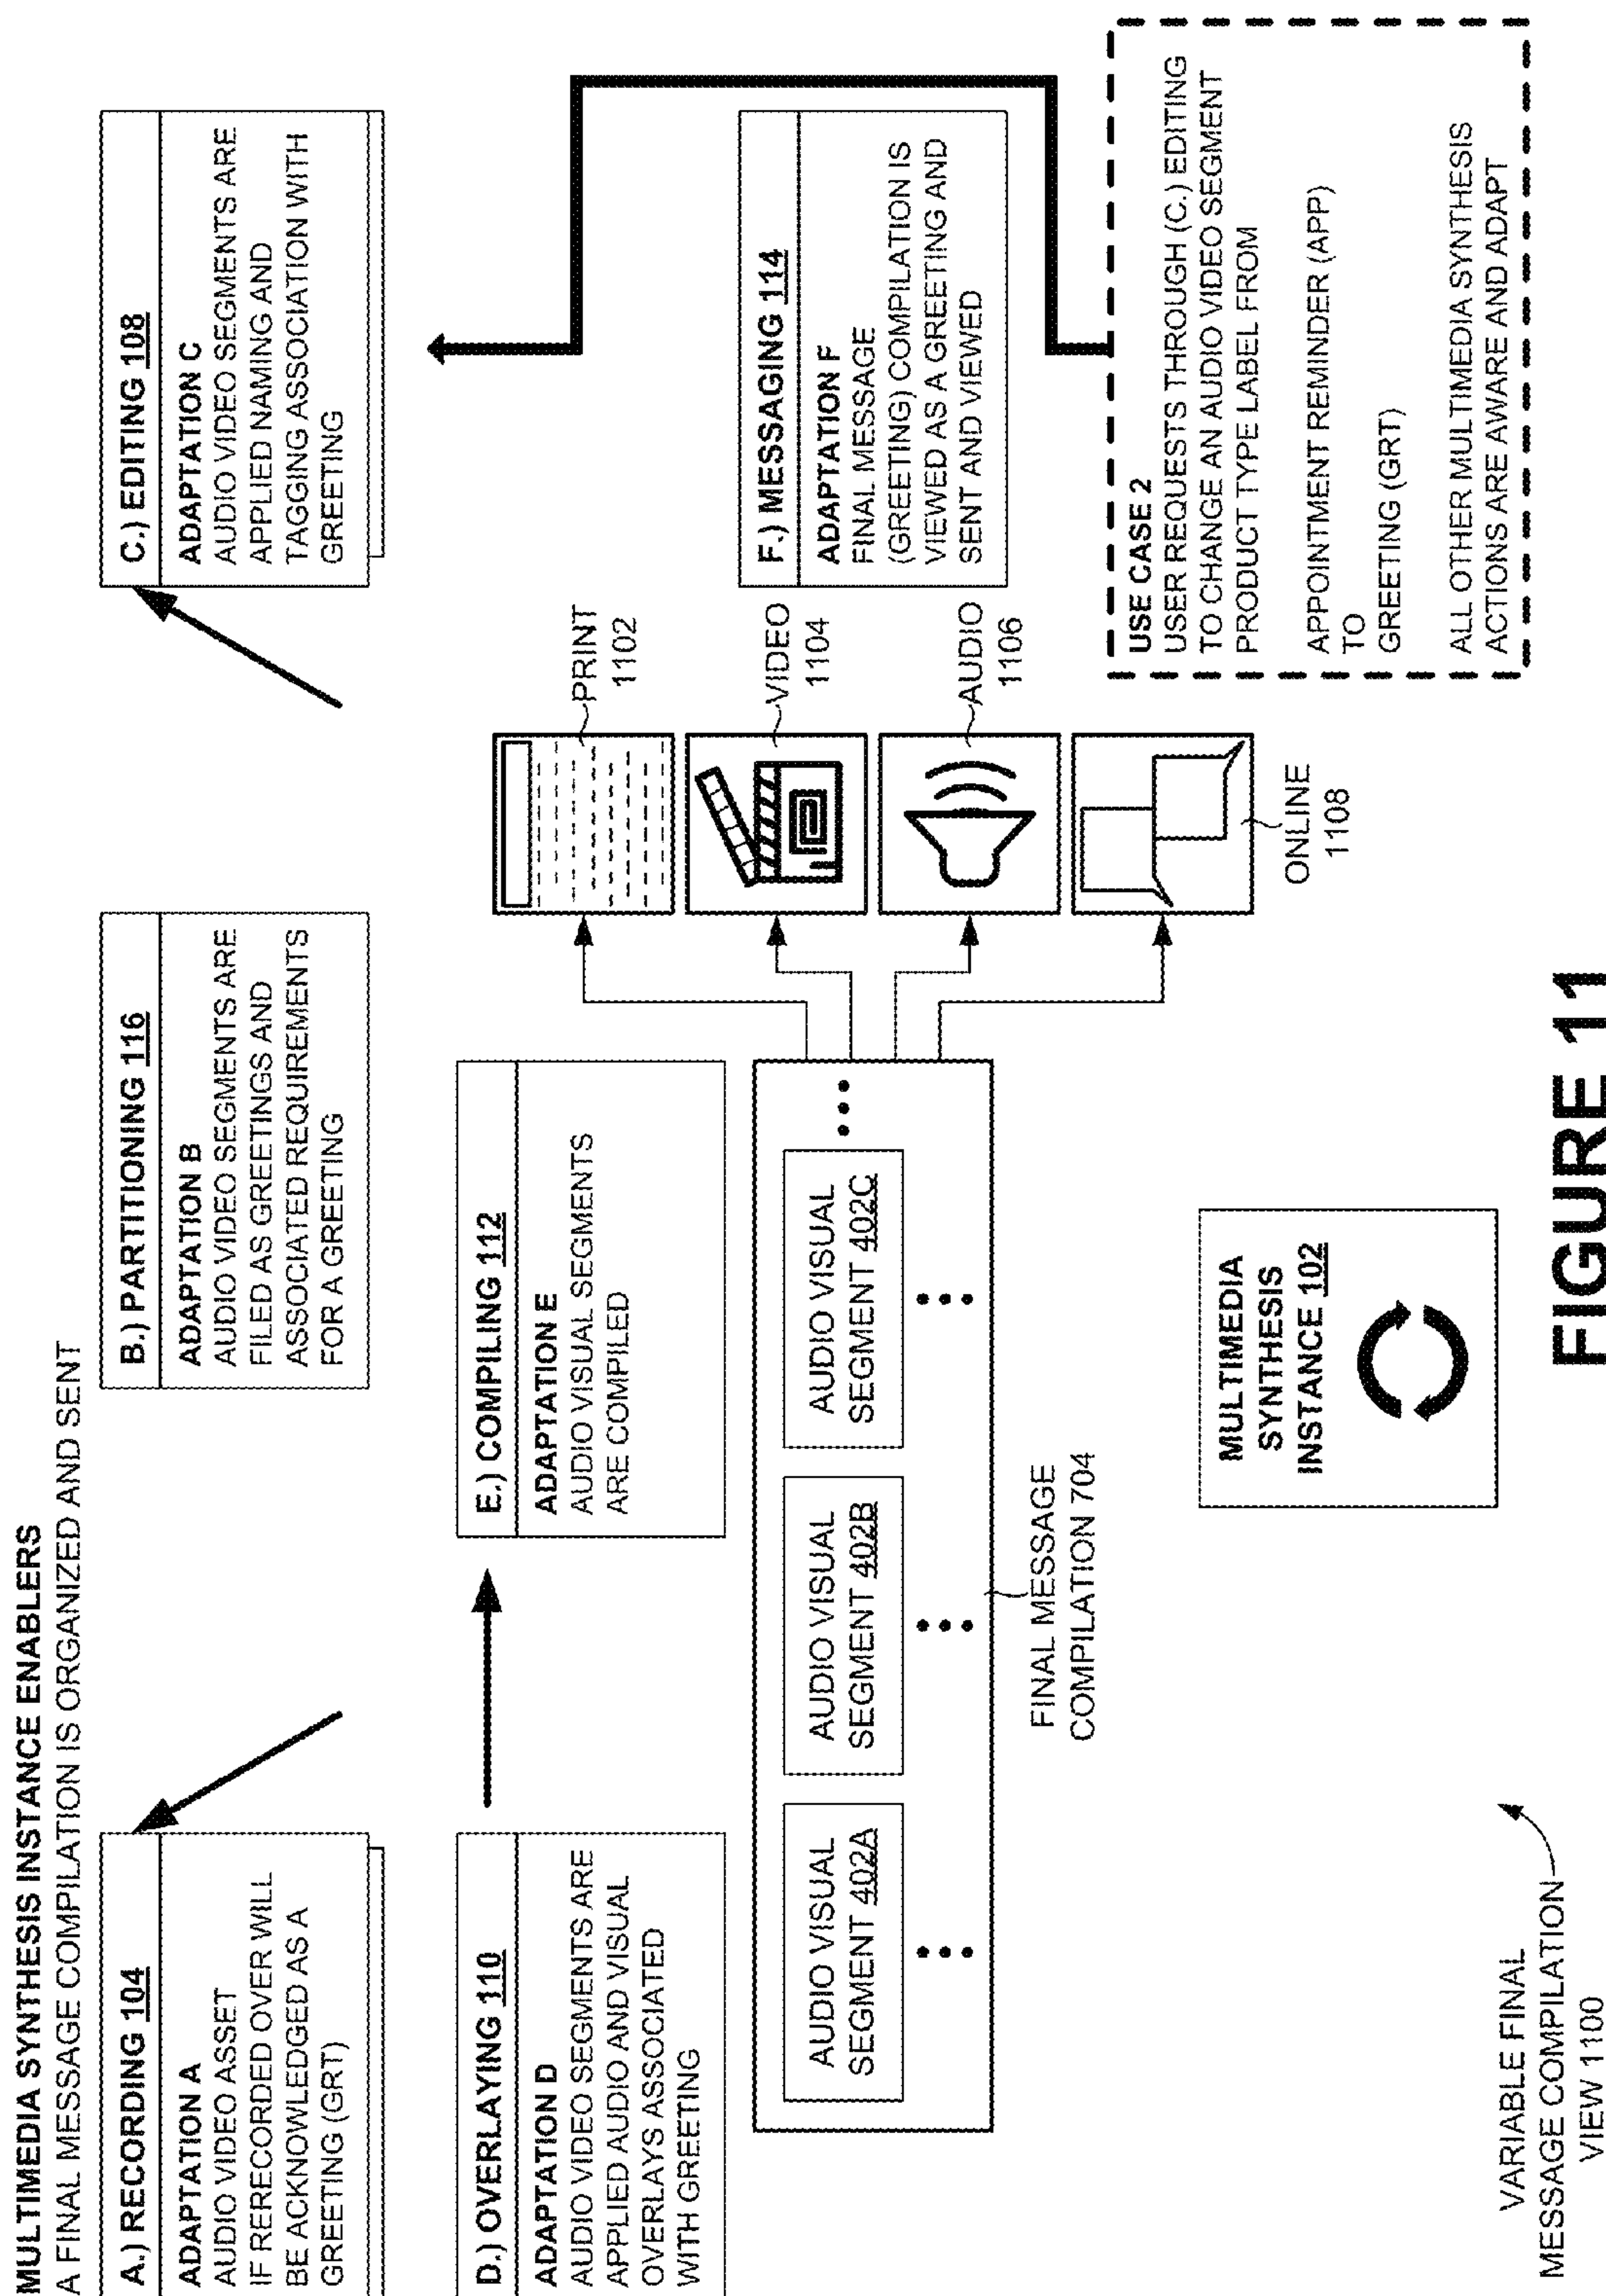 MULTIMEDIA SYNTHESIS INSTANCE ENABLERS
A FINAL MESSAGE COMPILATION IS ORGANIZED AND SENT
A.) RECORDING 104
ADAPTATION A
AUDIO VIDEO ASSET
IF RERECORDED OVER WILL
BE ACKNOWLEDGED AS A
GREETING (GRT)
B.) PARTITIONING 116
ADAPTATION B
AUDIO VIDEO SEGMENTS ARE
FILED AS GREETINGS AND
ASSOCIATED REQUIREMENTS
FOR A GREETING
C.) EDITING 108
ADAPTATION C
AUDIO VIDEO SEGMENTS ARE
APPLIED NAMING AND
TAGGING ASSOCIATION WITH
GREETING
D.) OVERLAYING 110
ADAPTATION D
AUDIO VIDEO SEGMENTS ARE
APPLIED AUDIO AND VISUAL
OVERLAYS ASSOCIATED
WITH GREETING
E.) COMPILING 112
ADAPTATION E
AUDIO VISUAL SEGMENTS
ARE COMPILED
AUDIO VISUAL
SEGMENT 402A
AUDIO VISUAL
SEGMENT 402B
AUDIO VISUAL
SEGMENT 402C
FINAL MESSAGE
COMPILATION 704
PRINT
1102
VIDEO
1104
AUDIO
1106
ONLINE
1108
F.) MESSAGING 114
ADAPTATION F
FINAL MESSAGE
(GREETING) COMPILATION IS
VIEWED AS A GREETING AND
SENT AND VIEWED
USE CASE 2
USER REQUESTS THROUGH (C.) EDITING
TO CHANGE AN AUDIO VIDEO SEGMENT
PRODUCT TYPE LABEL FROM
APPOINTMENT REMINDER (APP)
TO
GREETING (GRT)
ALL OTHER MULTIMEDIA SYNTHESIS
ACTIONS ARE AWARE AND ADAPT
MULTIMEDIA
SYNTHESIS
INSTANCE 102
VARIABLE FINAL
MESSAGE COMPILATION
VIEW 1100
FIGURE 11